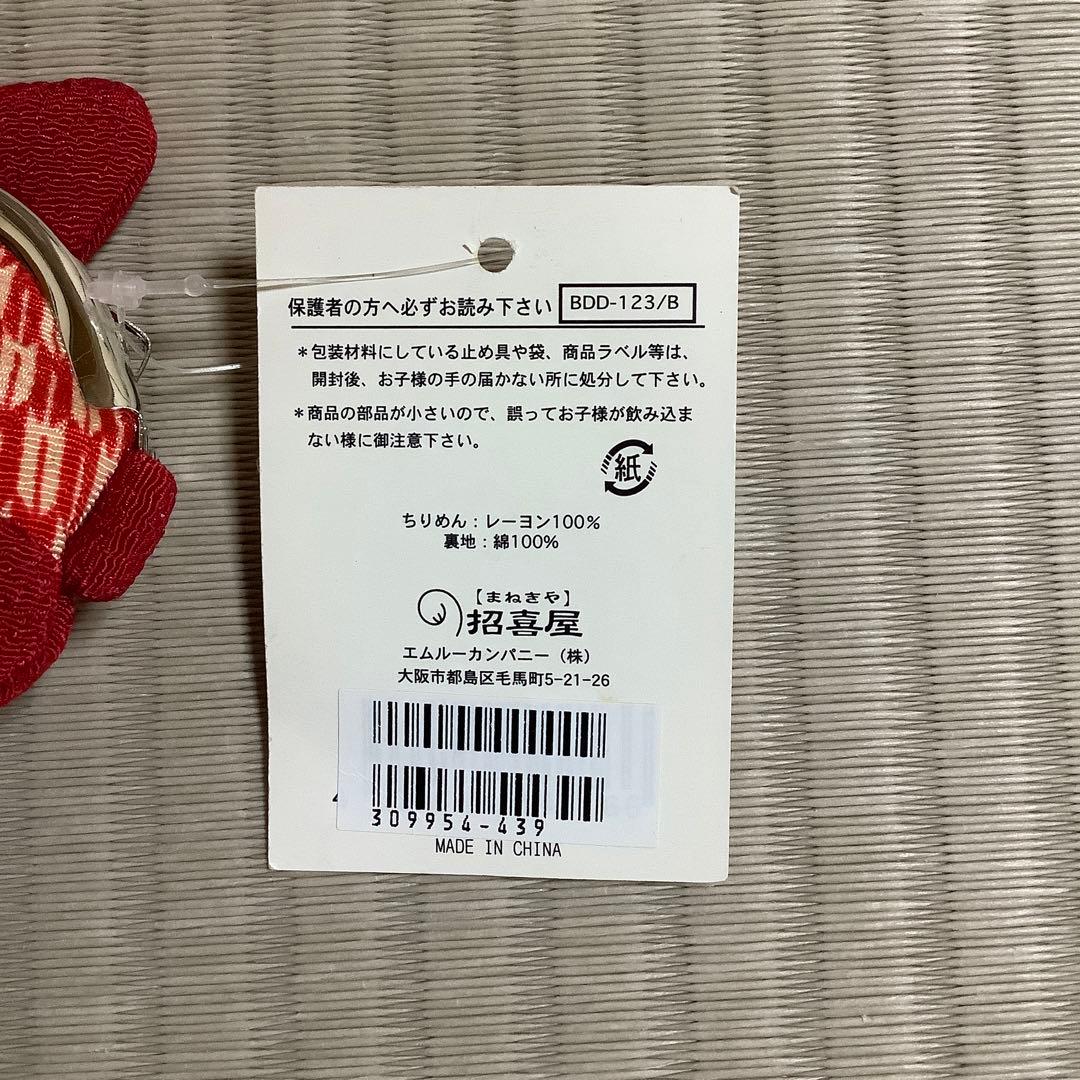 保護者の方へ必ずお読み下さい BDD-123/B
＊包装材料にしている止め具や袋、商品ラベル等は、
開封後、お子様の手の届かない所に処分して下さい。
＊商品の部品が小さいので、誤ってお子様が飲み込ま
ない様に御注意下さい。
紙
ちりめん：レーヨン100%
裏地：綿100%
【まねきや】
招喜屋
エムルーカンパニー（株）
大阪市都島区毛馬町5-21-26
309954-439
MADE IN CHINA